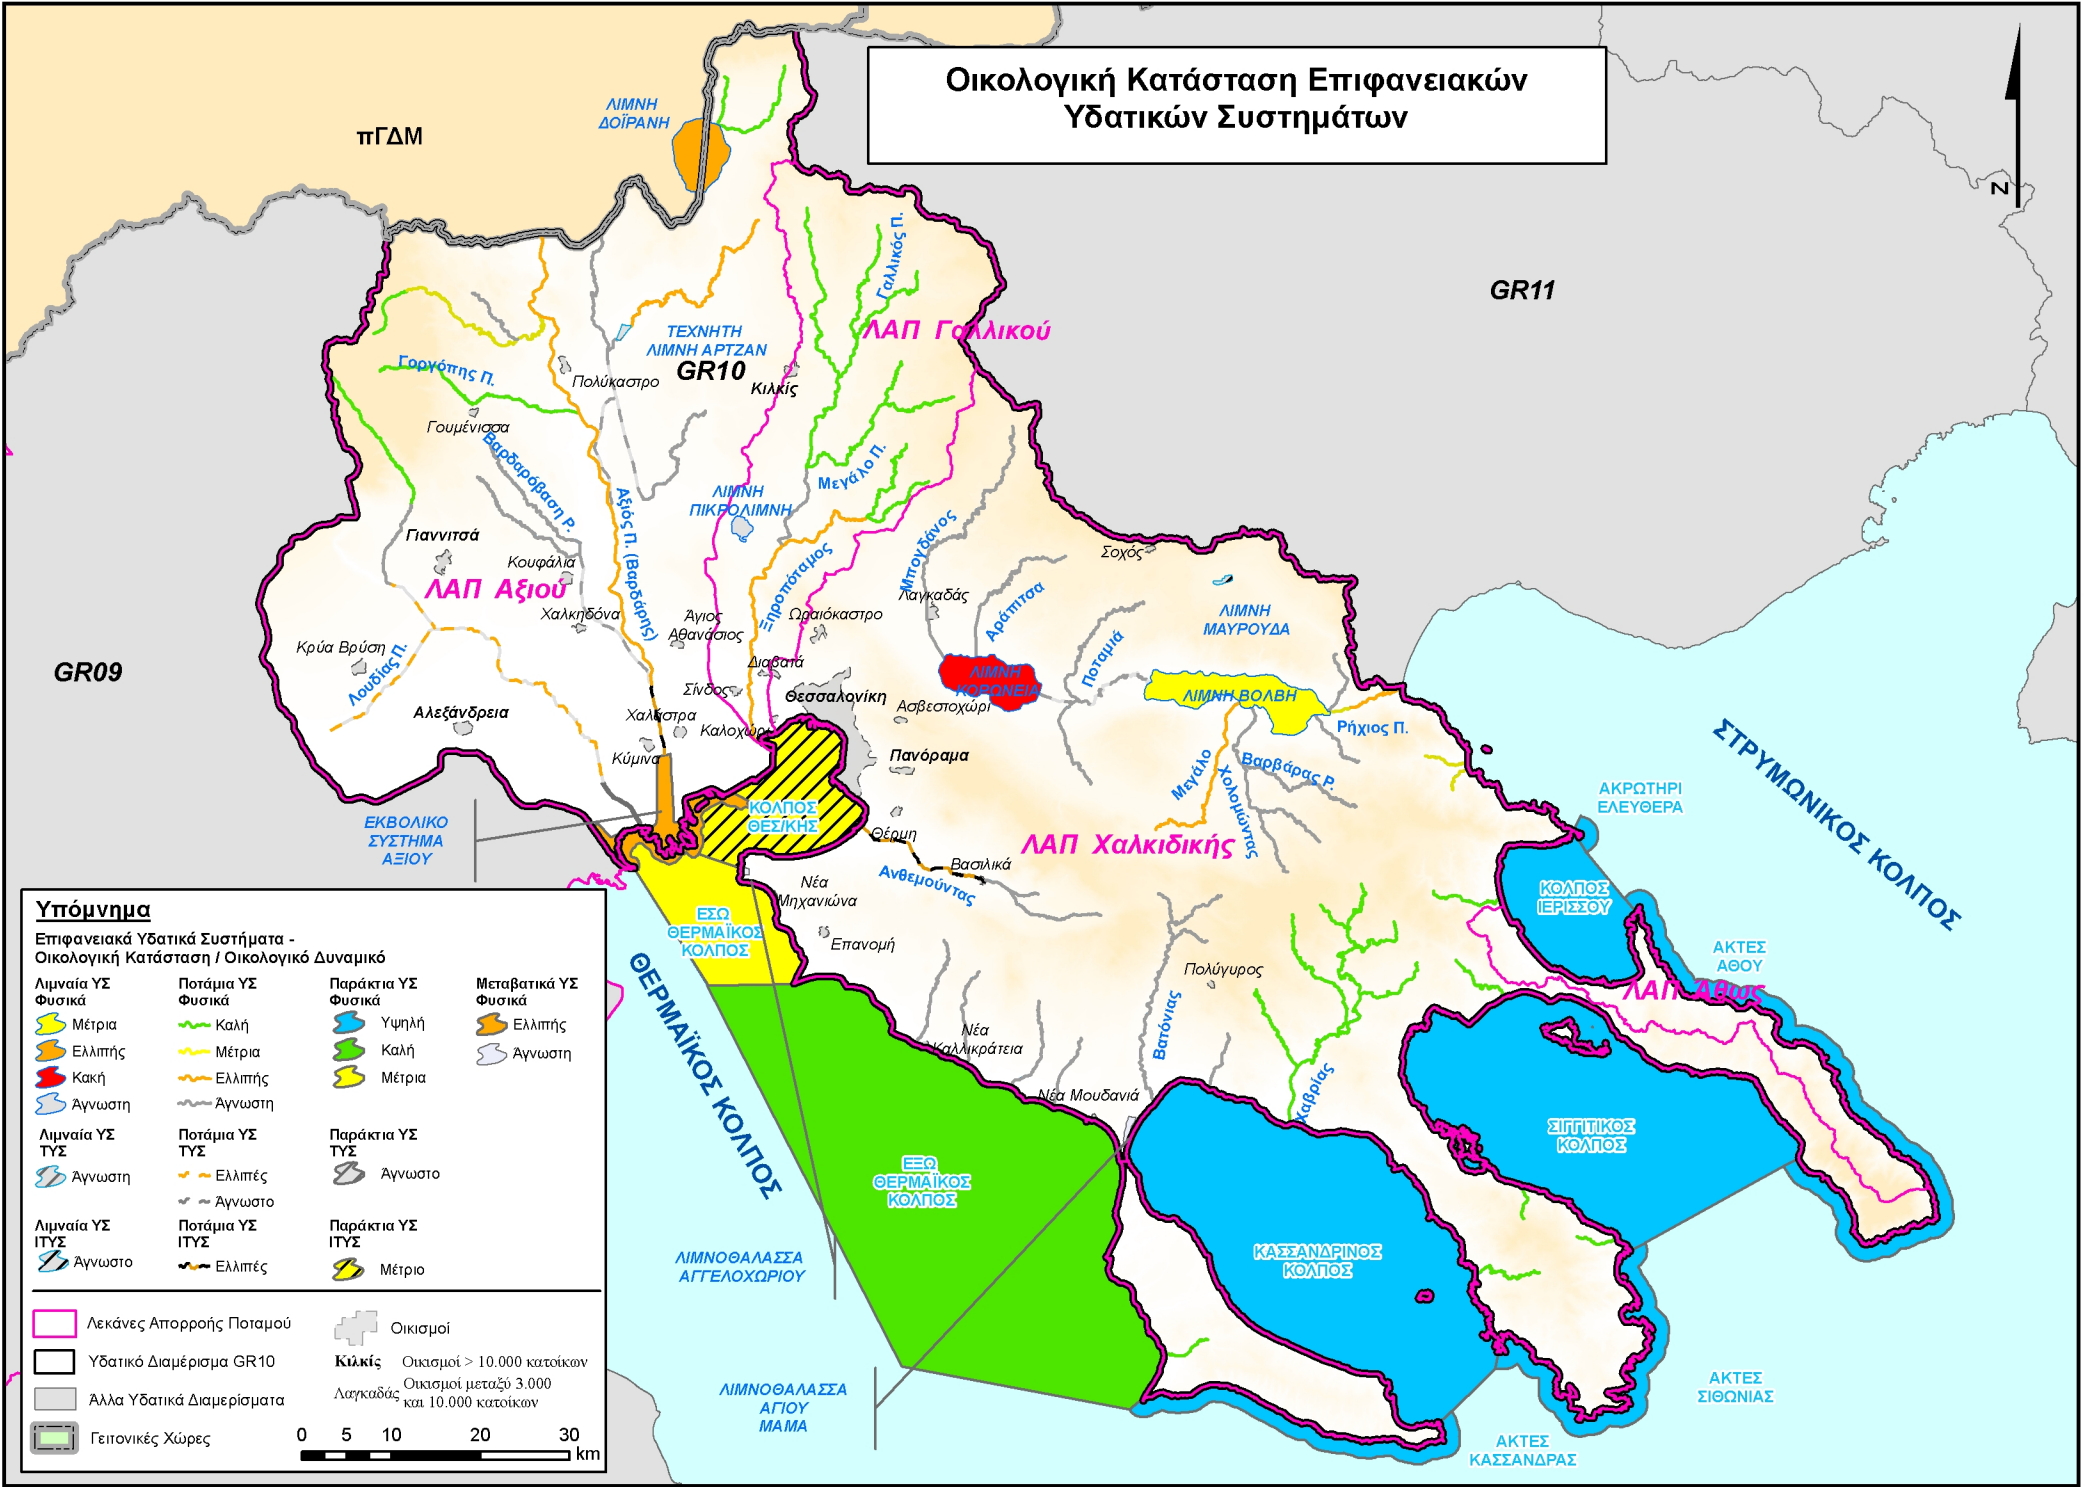 Οικολογική Κατάσταση Επιφανειακών
Υδατικών Συστημάτων
N
πΓΔΜ
ΛΙΜΝΗ
ΔΟΪΡΑΝΗ
GR11
Γαλλικός Π.
ΛΑΠ Γαλλικού
ΤΕΧΝΗΤΗ
ΛΙΜΝΗ ΑΡΤΖΑΝ
GR10
Κιλκίς
Πολύκαστρο
Γοργόπης Π.
Γουμένισσα
Βαρδαρόβαση Ρ.
Μεγάλο Π.
ΛΙΜΝΗ
ΠΙΚΡΟΛΙΜΝΗ
Αξιός Π. (Βαρδάρης)
Γιαννιτσά
Κουφάλια
ΛΑΠ Αξιού
Χαλκηδόνα
Άγιος
Αθανάσιος
Ξηροπόταμος
Ωραιόκαστρο
Μπογδάνος
Λαγκαδάς
Αράπιτσα
Σοχός
ΛΙΜΝΗ
ΜΑΥΡΟΥΔΑ
Ποταμιά
Κρύα Βρύση
Λουδίας Π.
GR09
Διαβατά
Σίνδος
Θεσσαλονίκη
ΛΙΜΝΗ
ΚΟΡΩΝΕΙΑ
ΛΙΜΝΗ ΒΟΛΒΗ
Ασβεστοχώρι
Ρήχιος Π.
Αλεξάνδρεια
Χαλάστρα
Καλοχώρι
Κύμινα
Πανόραμα
Μεγάλο
Χολομώντας
Βαρβάρας Ρ.
ΣΤΡΥΜΩΝΙΚΟΣ ΚΟΛΠΟΣ
ΑΚΡΩΤΗΡΙ
ΕΛΕΥΘΕΡΑ
ΚΟΛΠΟΣ
ΘΕΣ/ΚΗΣ
ΕΚΒΟΛΙΚΟ
ΣΥΣΤΗΜΑ
ΑΞΙΟΥ
Θέρμη
ΛΑΠ Χαλκιδικής
Βασιλικά
Ανθεμούντας
Νέα
Μηχανιώνα
ΕΣΩ
ΘΕΡΜΑΪΚΟΣ
ΚΟΛΠΟΣ
Επανομή
ΚΟΛΠΟΣ
ΙΕΡΙΣΣΟΥ
ΑΚΤΕΣ
ΑΘΟΥ
ΛΑΠ Άθως
Πολύγυρος
ΘΕΡΜΑΪΚΟΣ ΚΟΛΠΟΣ
Νέα
Καλλικράτεια
Βατόνιας
Νέα Μουδανιά
Χαβρίας
ΣΙΓΓΙΤΙΚΟΣ
ΚΟΛΠΟΣ
ΕΞΩ
ΘΕΡΜΑΪΚΟΣ
ΚΟΛΠΟΣ
ΚΑΣΣΑΝΔΡΙΝΟΣ
ΚΟΛΠΟΣ
ΛΙΜΝΟΘΑΛΑΣΣΑ
ΑΓΓΕΛΟΧΩΡΙΟΥ
ΛΙΜΝΟΘΑΛΑΣΣΑ
ΑΓΙΟΥ
ΜΑΜΑ
ΑΚΤΕΣ
ΣΙΘΩΝΙΑΣ
ΑΚΤΕΣ
ΚΑΣΣΑΝΔΡΑΣ
Υπόμνημα
Επιφανειακά Υδατικά Συστήματα -
Οικολογική Κατάσταση / Οικολογικό Δυναμικό
Λιμναία ΥΣ
Φυσικά
Μέτρια
Ελλιπής
Κακή
Άγνωστη
Ποτάμια ΥΣ
Φυσικά
Καλή
Μέτρια
Ελλιπής
Άγνωστη
Παράκτια ΥΣ
Φυσικά
Υψηλή
Καλή
Μέτρια
Μεταβατικά ΥΣ
Φυσικά
Ελλιπής
Άγνωστη
Λιμναία ΥΣ
ΤΥΣ
Άγνωστη
Ποτάμια ΥΣ
ΤΥΣ
Ελλιπές
Άγνωστο
Παράκτια ΥΣ
ΤΥΣ
Άγνωστο
Λιμναία ΥΣ
ΙΤΥΣ
Άγνωστο
Ποτάμια ΥΣ
ΙΤΥΣ
Ελλιπές
Παράκτια ΥΣ
ΙΤΥΣ
Μέτριο
Λεκάνες Απορροής Ποταμού
Υδατικό Διαμέρισμα GR10
Άλλα Υδατικά Διαμερίσματα
Γειτονικές Χώρες
Οικισμοί
Κιλκίς Οικισμοί > 10.000 κατοίκων
Λαγκαδάς Οικισμοί μεταξύ 3.000
και 10.000 κατοίκων
0 5 10 20 30
km